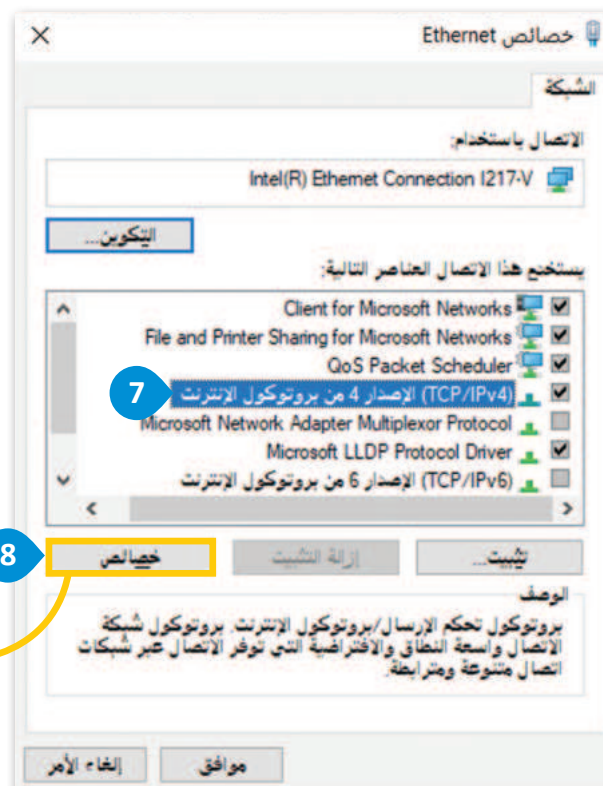 خصائص Ethernet
الشبكة
الاتصال باستخدام:
Intel(R) Ethernet Connection I217-V
التكوين...
يستخدم هذا الاتصال العناصر التالية:
Client for Microsoft Networks
File and Printer Sharing for Microsoft Networks
QoS Packet Scheduler
7
(TCP/IPv4) الإصدار 4 من بروتوكول الإنترنت
Microsoft Network Adapter Multiplexor Protocol
Microsoft LLDP Protocol Driver
(TCP/IPv6) الإصدار 6 من بروتوكول الإنترنت
تثبيت...
إزالة التثبيت
خصائص
8
الوصف
بروتوكول تحكم الإرسال/بروتوكول الإنترنت. بروتوكول شبكة
الاتصال واسعة النطاق والافتراضية التي توفر الاتصال عبر شبكات
اتصال متنوعة ومترابطة.
موافق
إلغاء الأمر